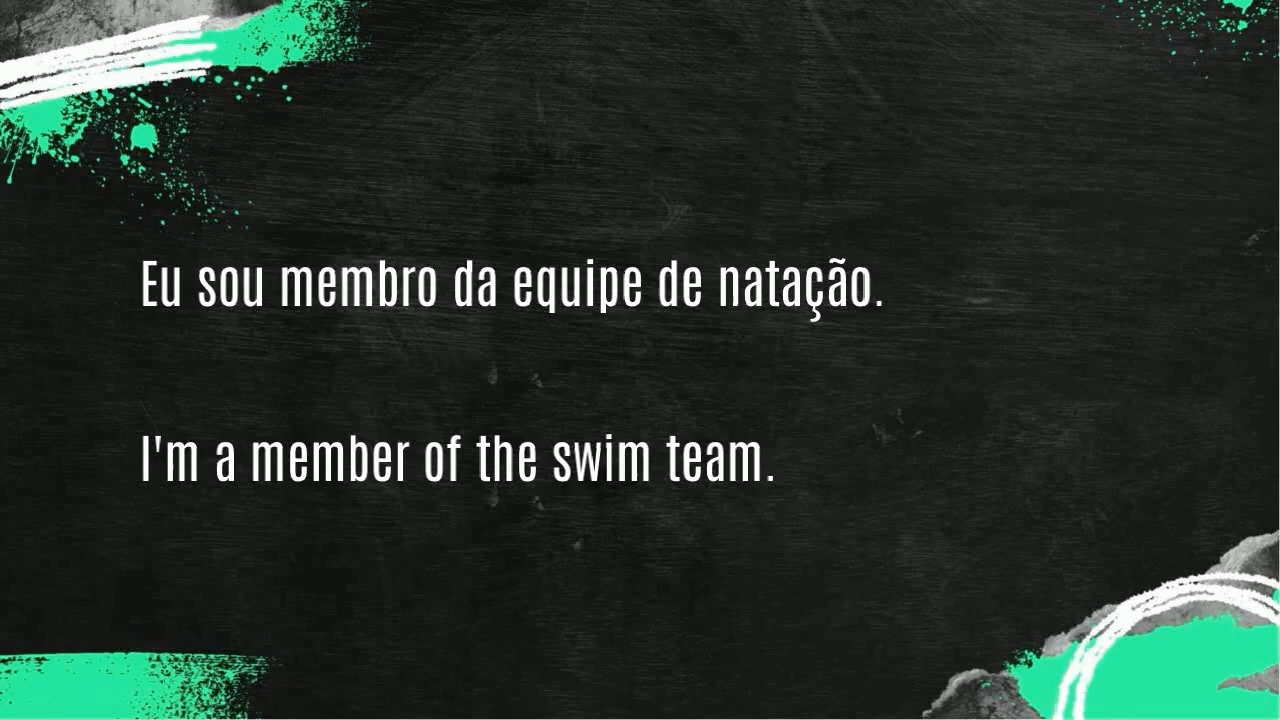 Eu sou membro da equipe de natação.
I'm a member of the swim team.